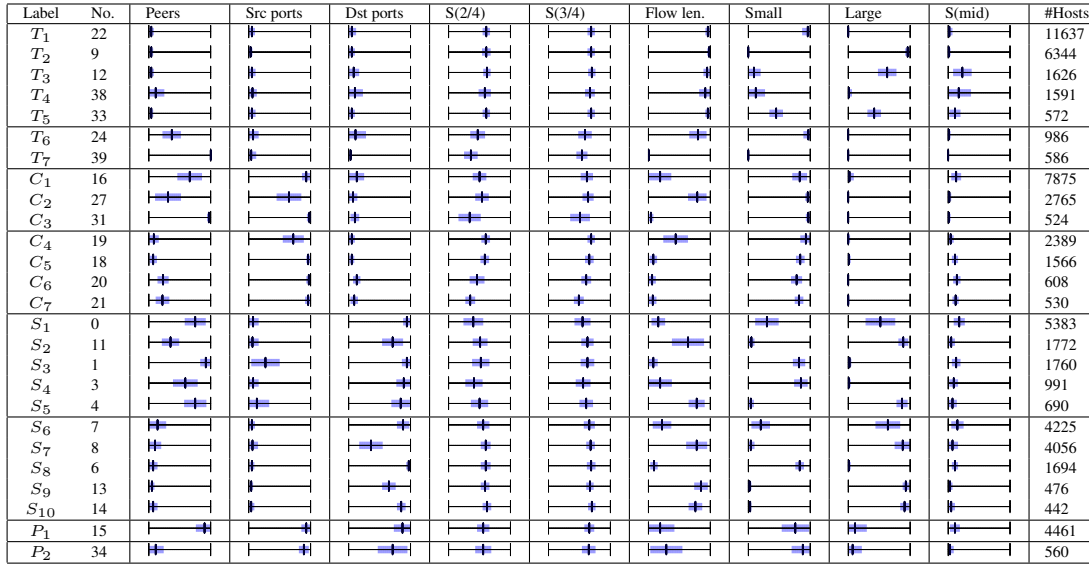 Label No. Peers Src ports Dst ports S(2/4) S(3/4) Flow len. Small Large S(mid) #Hosts
T1 22 11637
T2 9 6344
T3 12 1626
T4 38 1591
T5 33 572
T6 24 986
T7 39 586
C1 16 7875
C2 27 2765
C3 31 524
C4 19 2389
C5 18 1566
C6 20 608
C7 21 530
S1 0 5383
S2 11 1772
S3 1 1760
S4 3 991
S5 4 690
S6 7 4225
S7 8 4056
S8 6 1694
S9 13 476
S10 14 442
P1 15 4461
P2 34 560